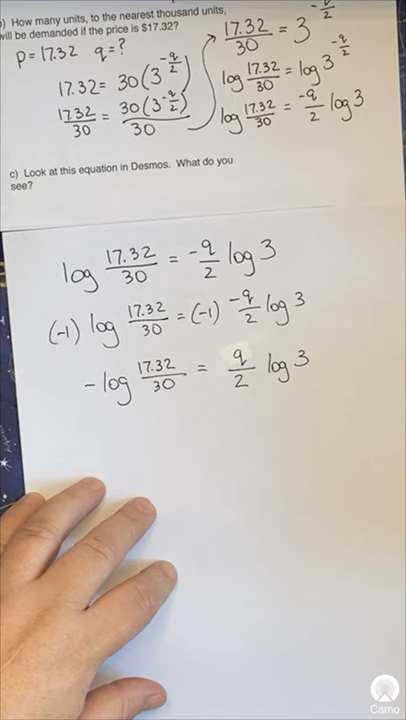 ) How many units, to the nearest thousand units,
will be demanded if the price is $17.32?
p = 17.32 q = ?
17.32 = 30(3^(-q/2))
17.32/30 = 30(3^(-q/2))/30
17.32/30 = 3^(-q/2)
log 17.32/30 = log 3^(-q/2)
log 17.32/30 = -q/2 log 3
c) Look at this equation in Desmos. What do you
see?
log 17.32/30 = -q/2 log 3
(-1) log 17.32/30 = (-1) -q/2 log 3
-log 17.32/30 = q/2 log 3
Camo